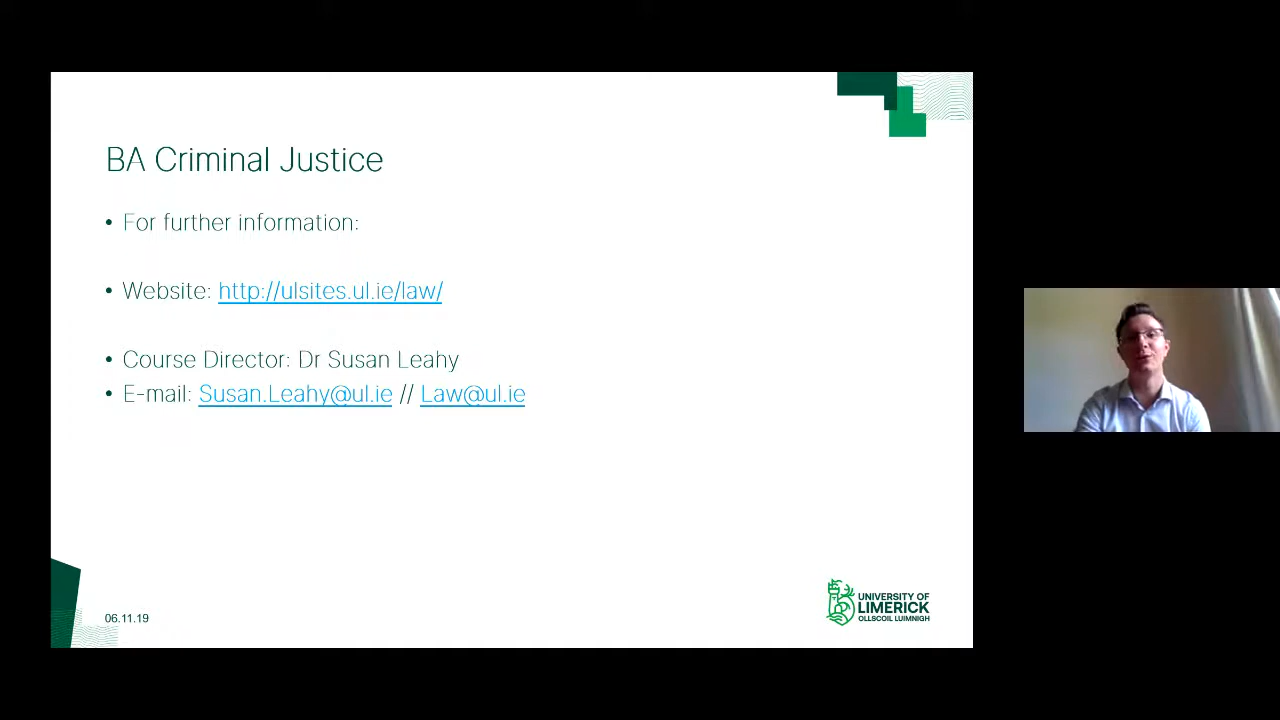 BA Criminal Justice
• For further information:
• Website: http://ulsites.ul.ie/law/
• Course Director: Dr Susan Leahy
• E-mail: Susan.Leahy@ul.ie // Law@ul.ie
06.11.19
UNIVERSITY OF
LIMERICK
OLLSCOIL LUIMNIGH